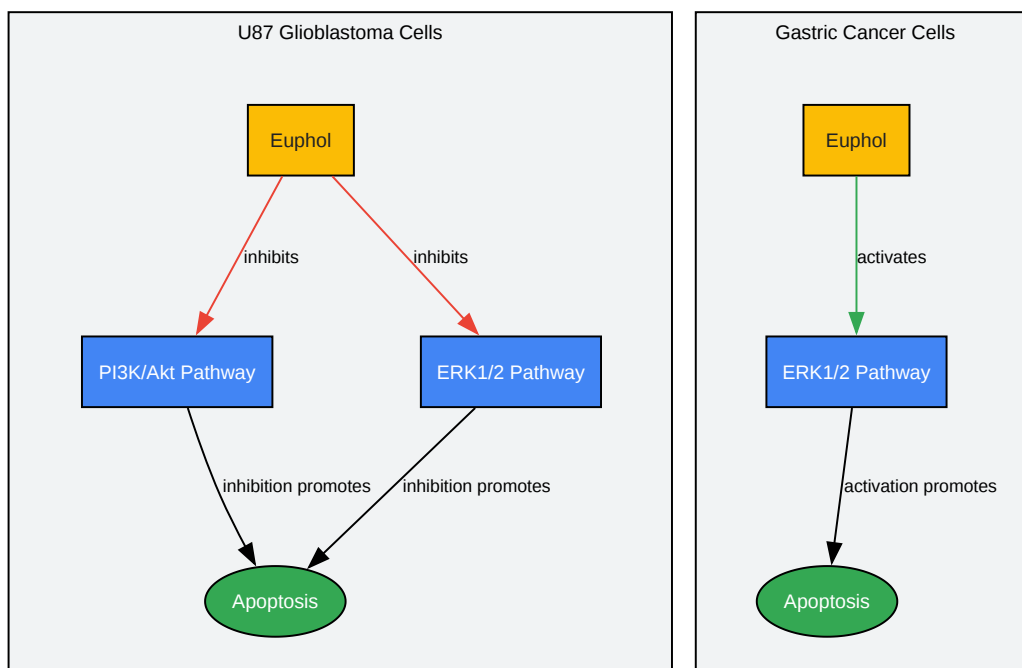 U87 Glioblastoma Cells
Euphol
inhibits
inhibits
PI3K/Akt Pathway
ERK1/2 Pathway
inhibition promotes
inhibition promotes
Apoptosis
Gastric Cancer Cells
Euphol
activates
ERK1/2 Pathway
activation promotes
Apoptosis